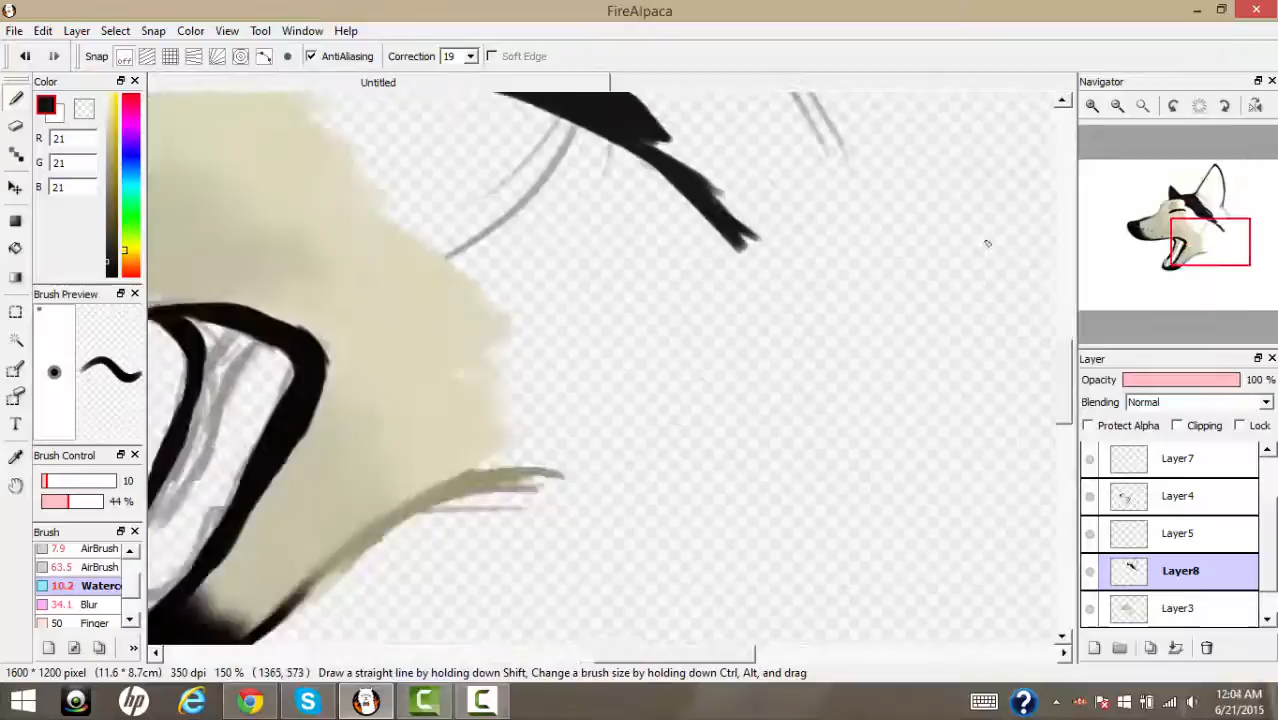 FireAlpaca
File Edit Layer Select Snap Color View Tool Window Help
Snap off AntiAliasing Correction 19 Soft Edge
Color Untitled Navigator
R 21
G 21
B 21
Brush Preview
Layer
Opacity 100 %
Blending Normal
Protect Alpha Clipping Lock
Brush Control
10
44 %
Layer7
Layer4
Layer5
Layer8
Layer3
Brush
7.9 AirBrush
63.5 AirBrush
10.2 Waterc
34.1 Blur
50 Finger
1600 * 1200 pixel (11.6 * 8.7cm) 350 dpi 150 % ( 1365, 573 ) Draw a straight line by holding down Shift, Change a brush size by holding down Ctrl, Alt, and drag
12:04 AM
6/21/2015